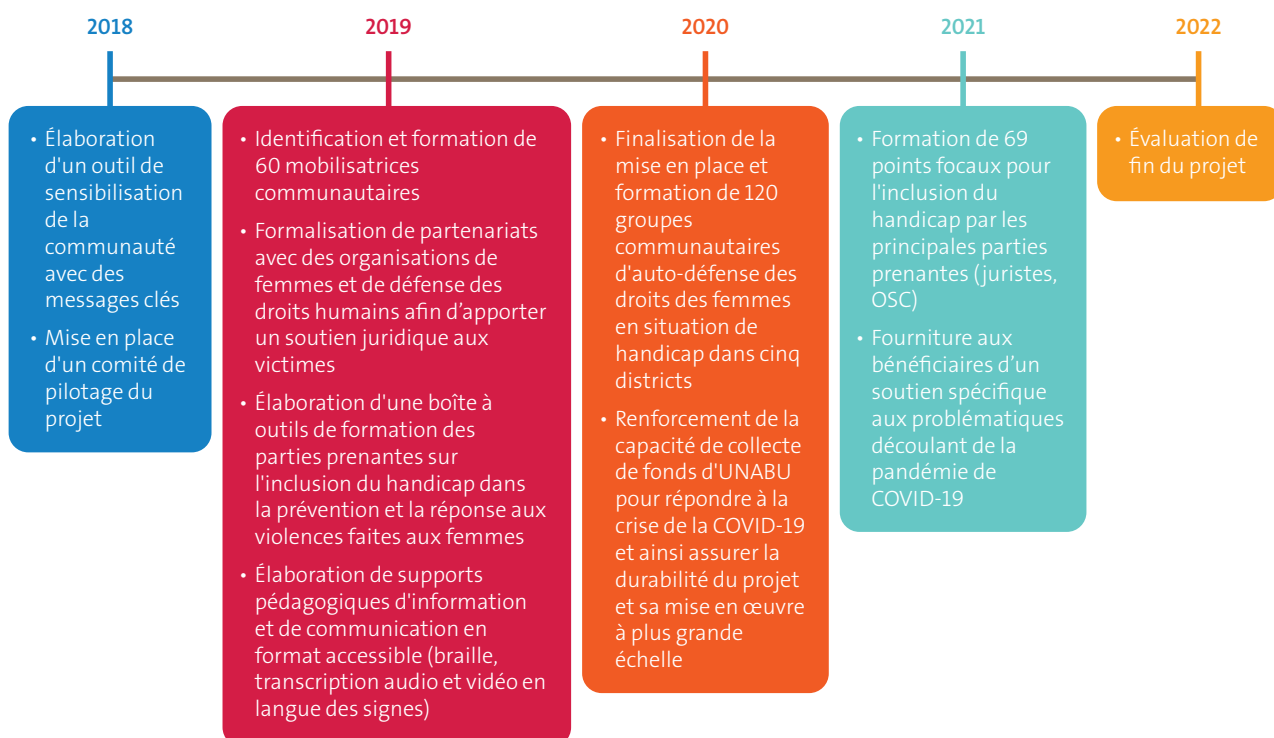 2018
2019
2020
2021
2022
• Élaboration
d'un outil de
sensibilisation
de la
communauté
avec des
messages clés
• Mise en place
d'un comité de
pilotage du
projet
• Identification et formation de
60 mobilisatrices
communautaires
• Formalisation de partenariats
avec des organisations de
femmes et de défense des
droits humains afin d’apporter
un soutien juridique aux
victimes
• Élaboration d'une boîte à
outils de formation des
parties prenantes sur
l'inclusion du handicap dans
la prévention et la réponse aux
violences faites aux femmes
• Élaboration de supports
pédagogiques d'information
et de communication en
format accessible (braille,
transcription audio et vidéo en
langue des signes)
• Finalisation de la
mise en place et
formation de 120
groupes
communautaires
d'auto-défense des
droits des femmes
en situation de
handicap dans cinq
districts
• Renforcement de la
capacité de collecte
de fonds d'UNABU
pour répondre à la
crise de la COVID-19
et ainsi assurer la
durabilité du projet
et sa mise en œuvre
à plus grande
échelle
• Formation de 69
points focaux pour
l'inclusion du
handicap par les
principales parties
prenantes (juristes,
OSC)
• Fourniture aux
bénéficiaires d’un
soutien spécifique
aux problématiques
découlant de la
pandémie de
COVID-19
• Évaluation de
fin du projet